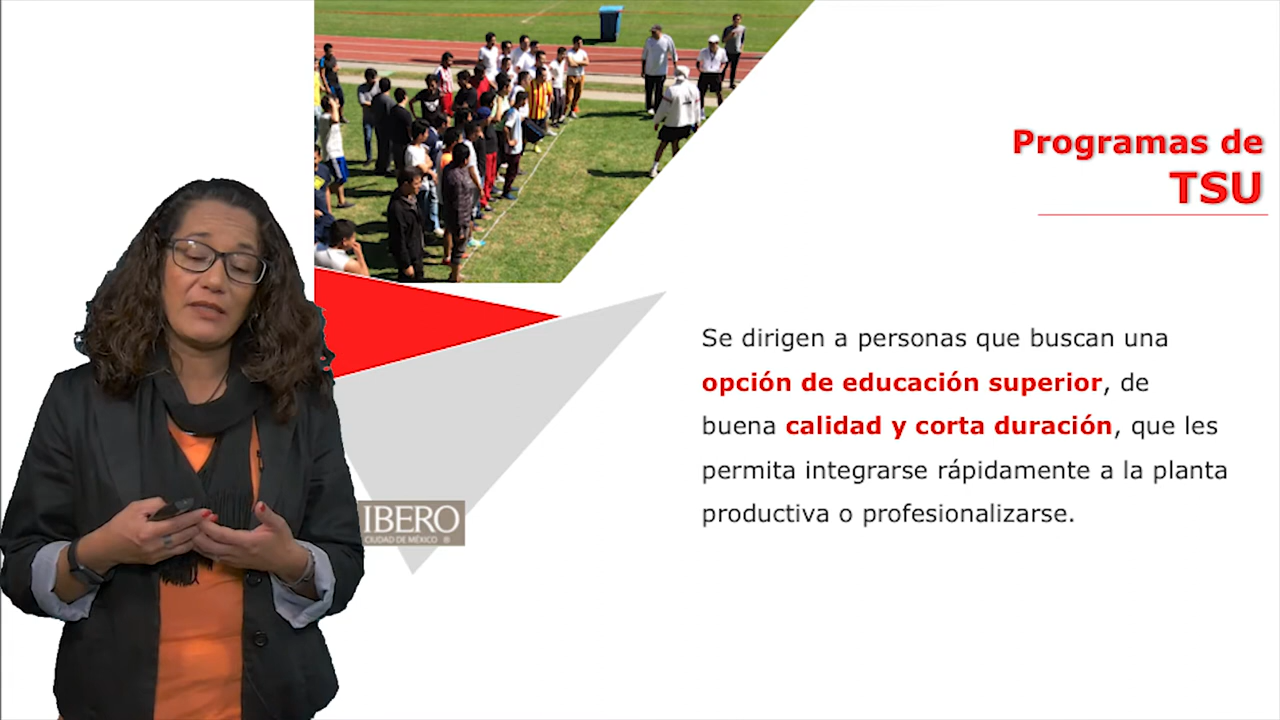 Programas de
TSU
Se dirigen a personas que buscan una
opción de educación superior, de
buena calidad y corta duración, que les
permita integrarse rápidamente a la planta
productiva o profesionalizarse.
IBERO
CIUDAD DE MÉXICO ®